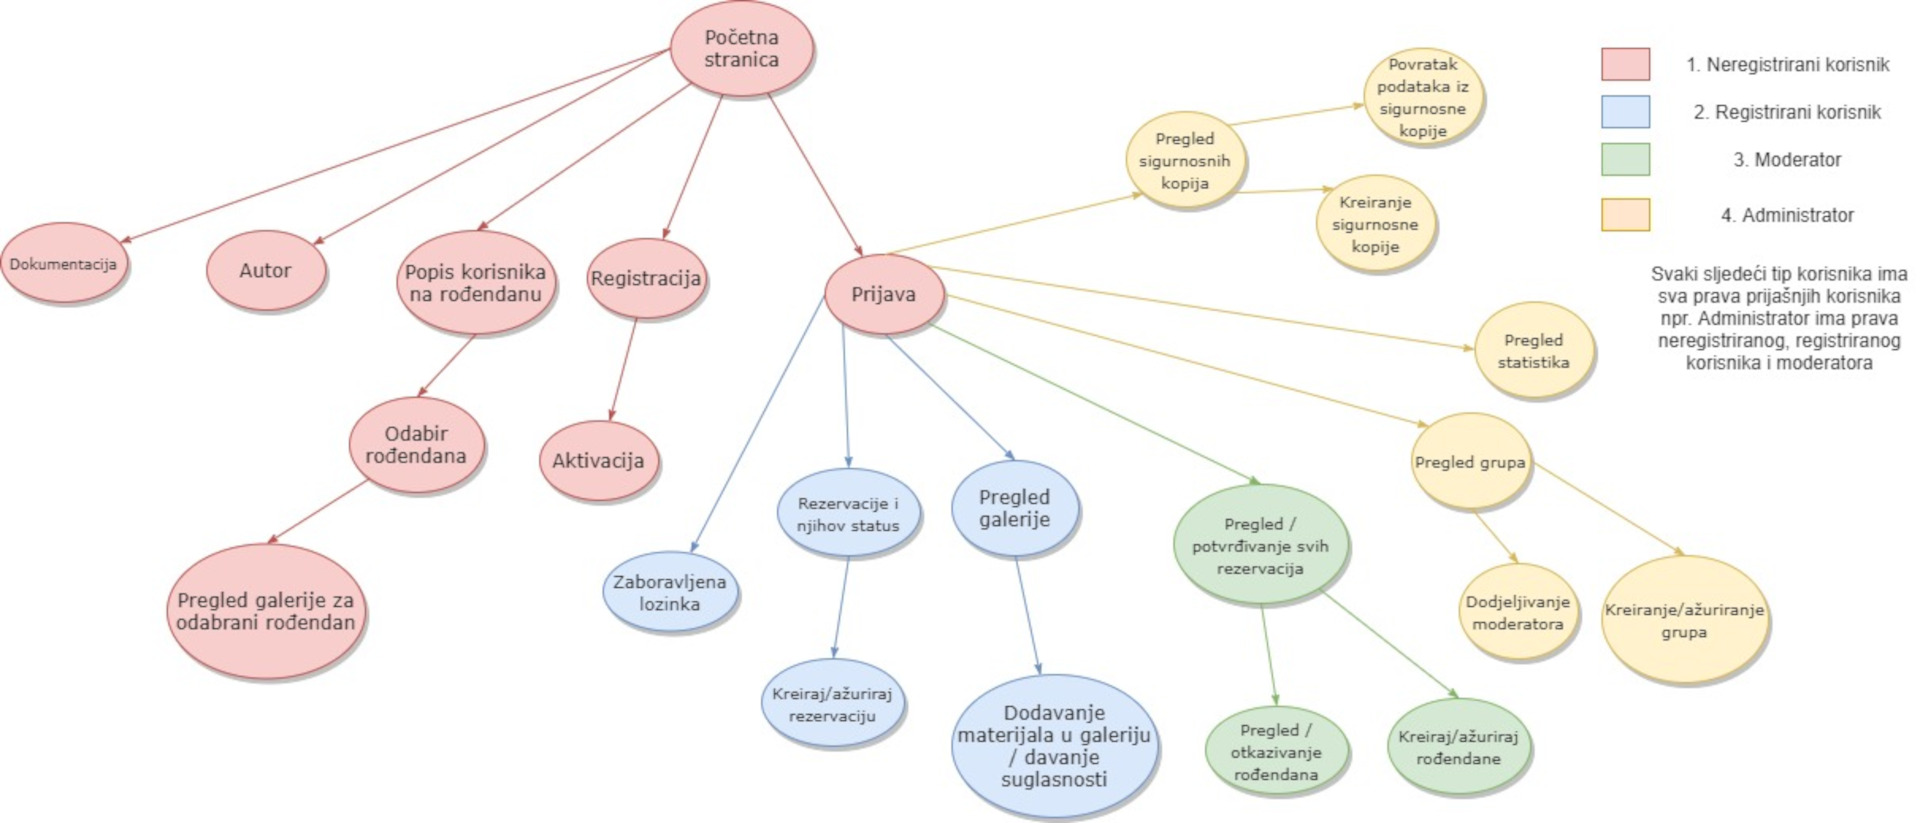 Početna
stranica
Dokumentacija
Autor
Popis korisnika
na rođendanu
Registracija
Prijava
Odabir
rođendana
Aktivacija
Pregled galerije za
odabrani rođendan
Zaboravljena
lozinka
Rezervacije i
njihov status
Kreiraj/ažuriraj
rezervaciju
Pregled
galerije
Dodavanje
materijala u galeriju
/ davanje
suglasnosti
Pregled /
potvrđivanje svih
rezervacija
Pregled /
otkazivanje
rođendana
Kreiraj/ažuriraj
rođendane
Pregled
sigurnosnih
kopija
Povratak
podataka iz
sigurnosne
kopije
Kreiranje
sigurnosne
kopije
Pregled
statistika
Pregled grupa
Dodjeljivanje
moderatora
Kreiranje/ažuriranje
grupa
1. Neregistrirani korisnik
2. Registrirani korisnik
3. Moderator
4. Administrator
Svaki sljedeći tip korisnika ima
sva prava prijašnjih korisnika
npr. Administrator ima prava
neregistriranog, registriranog
korisnika i moderatora